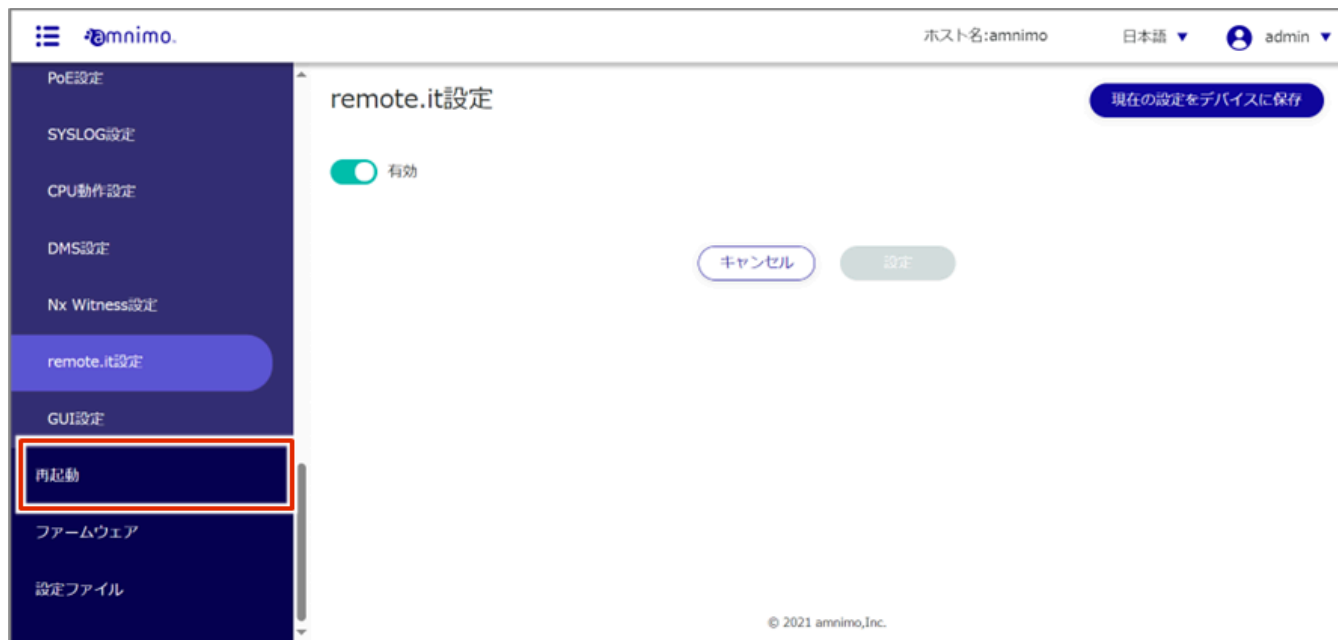 amnimo.
ホスト名:amnimo
日本語 ▼
admin ▼
PoE設定
SYSLOG設定
CPU動作設定
DMS設定
Nx Witness設定
remote.it設定
GUI設定
再起動
ファームウェア
設定ファイル
remote.it設定
現在の設定をデバイスに保存
有効
キャンセル
設定
© 2021 amnimo,Inc.